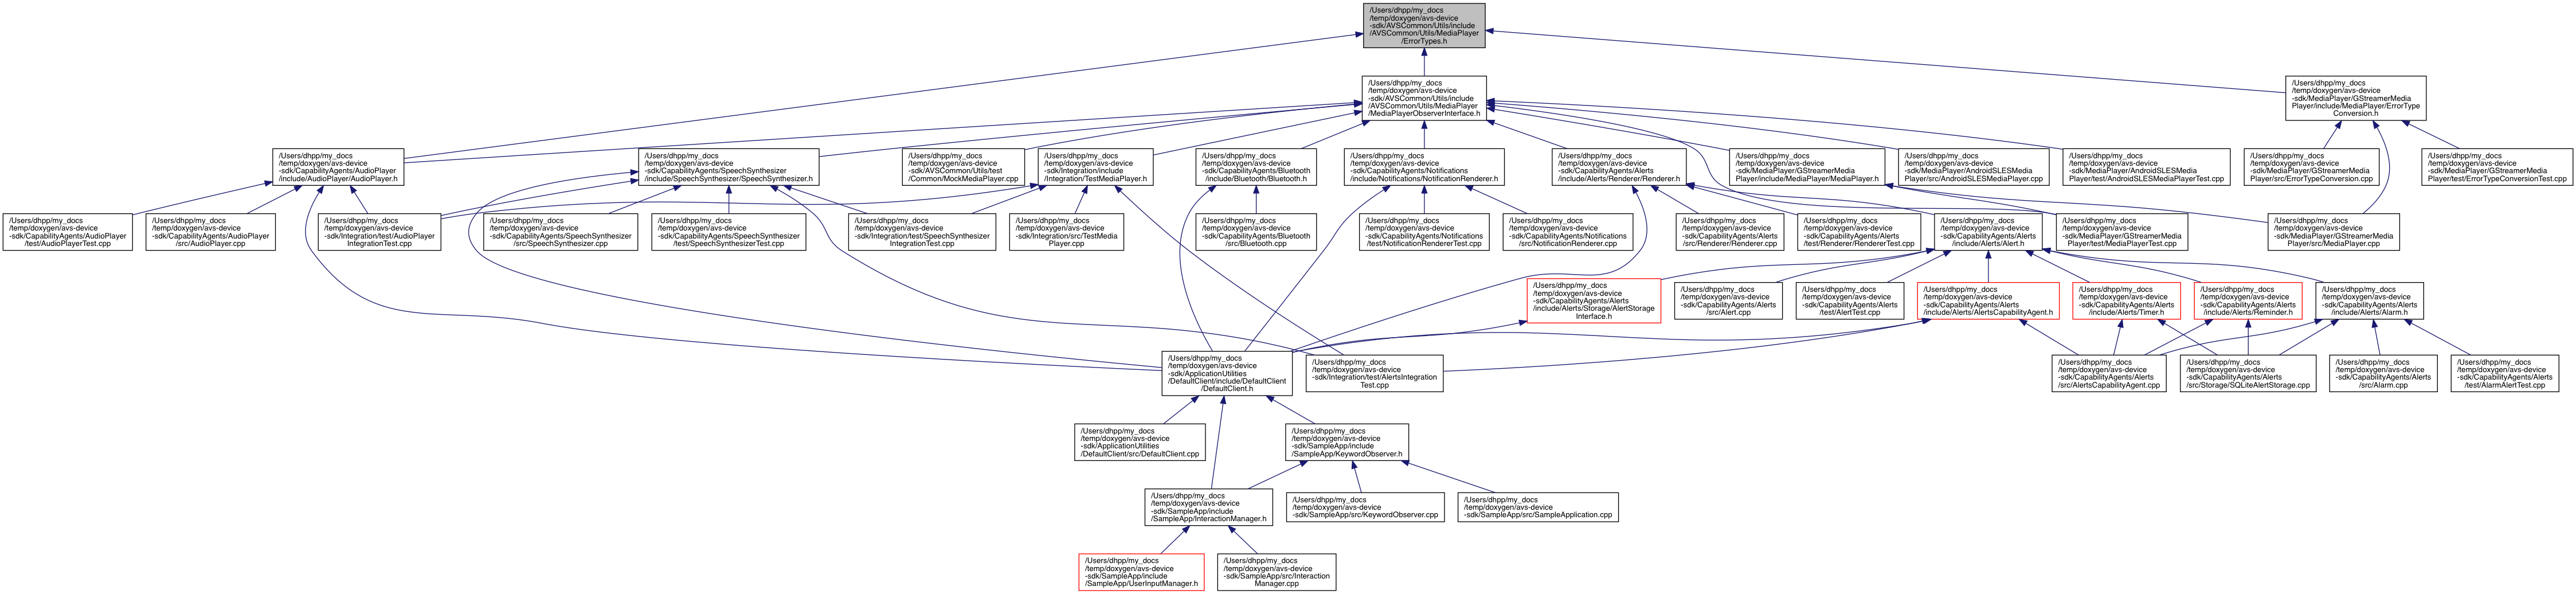 /Users/dhpp/my_docs
/temp/doxygen/avs-device
-sdk/AVSCommon/Utils/include
/AVSCommon/Utils/MediaPlayer
/ErrorTypes.h
/Users/dhpp/my_docs
/temp/doxygen/avs-device
-sdk/AVSCommon/Utils/include
/AVSCommon/Utils/MediaPlayer
/MediaPlayerObserverInterface.h
/Users/dhpp/my_docs
/temp/doxygen/avs-device
-sdk/MediaPlayer/GStreamerMedia
Player/include/MediaPlayer/ErrorType
Conversion.h
/Users/dhpp/my_docs
/temp/doxygen/avs-device
-sdk/CapabilityAgents/AudioPlayer
/include/AudioPlayer/AudioPlayer.h
/Users/dhpp/my_docs
/temp/doxygen/avs-device
-sdk/CapabilityAgents/SpeechSynthesizer
/include/SpeechSynthesizer/SpeechSynthesizer.h
/Users/dhpp/my_docs
/temp/doxygen/avs-device
-sdk/AVSCommon/Utils/test
/Common/MockMediaPlayer.cpp
/Users/dhpp/my_docs
/temp/doxygen/avs-device
-sdk/Integration/include
/Integration/TestMediaPlayer.h
/Users/dhpp/my_docs
/temp/doxygen/avs-device
-sdk/CapabilityAgents/Bluetooth
/include/Bluetooth/Bluetooth.h
/Users/dhpp/my_docs
/temp/doxygen/avs-device
-sdk/CapabilityAgents/Notifications
/include/Notifications/NotificationRenderer.h
/Users/dhpp/my_docs
/temp/doxygen/avs-device
-sdk/CapabilityAgents/Alerts
/include/Alerts/Renderer/Renderer.h
/Users/dhpp/my_docs
/temp/doxygen/avs-device
-sdk/MediaPlayer/GStreamerMedia
Player/include/MediaPlayer/MediaPlayer.h
/Users/dhpp/my_docs
/temp/doxygen/avs-device
-sdk/MediaPlayer/AndroidSLESMedia
Player/src/AndroidSLESMediaPlayer.cpp
/Users/dhpp/my_docs
/temp/doxygen/avs-device
-sdk/MediaPlayer/AndroidSLESMedia
Player/test/AndroidSLESMediaPlayerTest.cpp
/Users/dhpp/my_docs
/temp/doxygen/avs-device
-sdk/MediaPlayer/GStreamerMedia
Player/src/ErrorTypeConversion.cpp
/Users/dhpp/my_docs
/temp/doxygen/avs-device
-sdk/MediaPlayer/GStreamerMedia
Player/test/ErrorTypeConversionTest.cpp
/Users/dhpp/my_docs
/temp/doxygen/avs-device
-sdk/CapabilityAgents/AudioPlayer
/test/AudioPlayerTest.cpp
/Users/dhpp/my_docs
/temp/doxygen/avs-device
-sdk/CapabilityAgents/AudioPlayer
/src/AudioPlayer.cpp
/Users/dhpp/my_docs
/temp/doxygen/avs-device
-sdk/Integration/test/AudioPlayer
IntegrationTest.cpp
/Users/dhpp/my_docs
/temp/doxygen/avs-device
-sdk/CapabilityAgents/SpeechSynthesizer
/src/SpeechSynthesizer.cpp
/Users/dhpp/my_docs
/temp/doxygen/avs-device
-sdk/CapabilityAgents/SpeechSynthesizer
/test/SpeechSynthesizerTest.cpp
/Users/dhpp/my_docs
/temp/doxygen/avs-device
-sdk/Integration/test/SpeechSynthesizer
IntegrationTest.cpp
/Users/dhpp/my_docs
/temp/doxygen/avs-device
-sdk/Integration/src/TestMedia
Player.cpp
/Users/dhpp/my_docs
/temp/doxygen/avs-device
-sdk/CapabilityAgents/Bluetooth
/src/Bluetooth.cpp
/Users/dhpp/my_docs
/temp/doxygen/avs-device
-sdk/CapabilityAgents/Notifications
/test/NotificationRendererTest.cpp
/Users/dhpp/my_docs
/temp/doxygen/avs-device
-sdk/CapabilityAgents/Notifications
/src/NotificationRenderer.cpp
/Users/dhpp/my_docs
/temp/doxygen/avs-device
-sdk/CapabilityAgents/Alerts
/src/Renderer/Renderer.cpp
/Users/dhpp/my_docs
/temp/doxygen/avs-device
-sdk/CapabilityAgents/Alerts
/test/Renderer/RendererTest.cpp
/Users/dhpp/my_docs
/temp/doxygen/avs-device
-sdk/CapabilityAgents/Alerts
/include/Alerts/Alert.h
/Users/dhpp/my_docs
/temp/doxygen/avs-device
-sdk/MediaPlayer/GStreamerMedia
Player/test/MediaPlayerTest.cpp
/Users/dhpp/my_docs
/temp/doxygen/avs-device
-sdk/MediaPlayer/GStreamerMedia
Player/src/MediaPlayer.cpp
/Users/dhpp/my_docs
/temp/doxygen/avs-device
-sdk/CapabilityAgents/Alerts
/include/Alerts/Storage/AlertStorage
Interface.h
/Users/dhpp/my_docs
/temp/doxygen/avs-device
-sdk/CapabilityAgents/Alerts
/src/Alert.cpp
/Users/dhpp/my_docs
/temp/doxygen/avs-device
-sdk/CapabilityAgents/Alerts
/test/AlertTest.cpp
/Users/dhpp/my_docs
/temp/doxygen/avs-device
-sdk/CapabilityAgents/Alerts
/include/Alerts/AlertsCapabilityAgent.h
/Users/dhpp/my_docs
/temp/doxygen/avs-device
-sdk/CapabilityAgents/Alerts
/include/Alerts/Timer.h
/Users/dhpp/my_docs
/temp/doxygen/avs-device
-sdk/CapabilityAgents/Alerts
/include/Alerts/Reminder.h
/Users/dhpp/my_docs
/temp/doxygen/avs-device
-sdk/CapabilityAgents/Alerts
/include/Alerts/Alarm.h
/Users/dhpp/my_docs
/temp/doxygen/avs-device
-sdk/ApplicationUtilities
/DefaultClient/include/DefaultClient
/DefaultClient.h
/Users/dhpp/my_docs
/temp/doxygen/avs-device
-sdk/Integration/test/AlertsIntegration
Test.cpp
/Users/dhpp/my_docs
/temp/doxygen/avs-device
-sdk/CapabilityAgents/Alerts
/src/AlertsCapabilityAgent.cpp
/Users/dhpp/my_docs
/temp/doxygen/avs-device
-sdk/CapabilityAgents/Alerts
/src/Storage/SQLiteAlertStorage.cpp
/Users/dhpp/my_docs
/temp/doxygen/avs-device
-sdk/CapabilityAgents/Alerts
/src/Alarm.cpp
/Users/dhpp/my_docs
/temp/doxygen/avs-device
-sdk/CapabilityAgents/Alerts
/test/AlarmAlertTest.cpp
/Users/dhpp/my_docs
/temp/doxygen/avs-device
-sdk/ApplicationUtilities
/DefaultClient/src/DefaultClient.cpp
/Users/dhpp/my_docs
/temp/doxygen/avs-device
-sdk/SampleApp/include
/SampleApp/KeywordObserver.h
/Users/dhpp/my_docs
/temp/doxygen/avs-device
-sdk/SampleApp/include
/SampleApp/InteractionManager.h
/Users/dhpp/my_docs
/temp/doxygen/avs-device
-sdk/SampleApp/src/KeywordObserver.cpp
/Users/dhpp/my_docs
/temp/doxygen/avs-device
-sdk/SampleApp/src/SampleApplication.cpp
/Users/dhpp/my_docs
/temp/doxygen/avs-device
-sdk/SampleApp/include
/SampleApp/UserInputManager.h
/Users/dhpp/my_docs
/temp/doxygen/avs-device
-sdk/SampleApp/src/Interaction
Manager.cpp